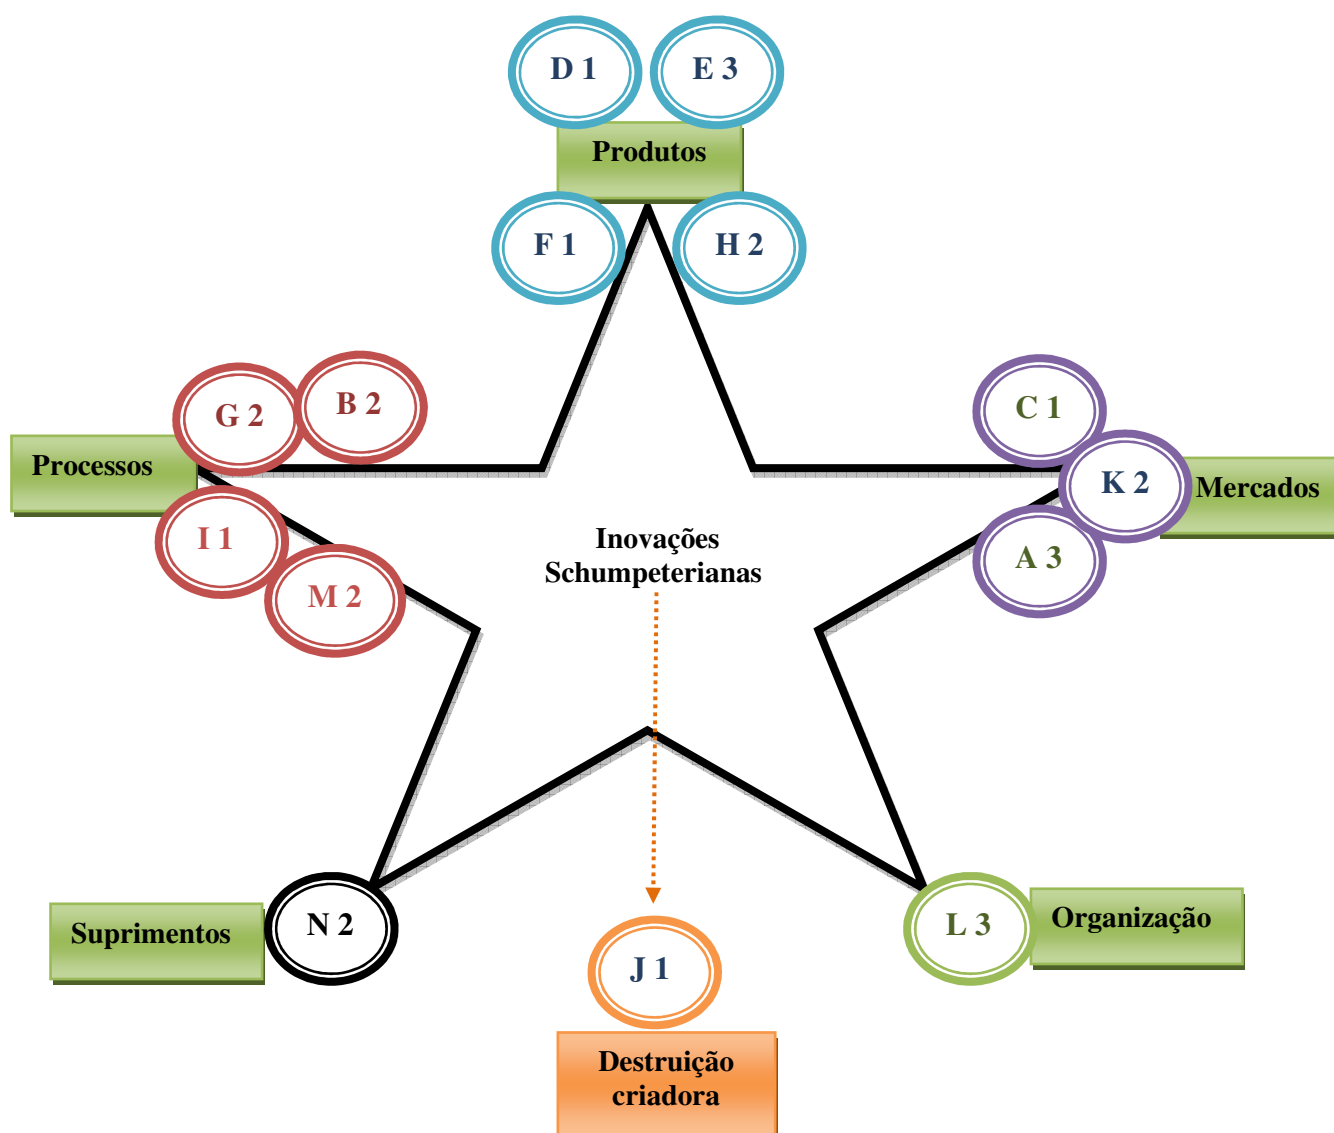 D 1
E 3
Produtos
F 1
H 2
G 2
B 2
C 1
Processos
K 2
Mercados
I 1
A 3
M 2
Inovações
Schumpeterianas
Suprimentos
N 2
L 3
Organização
J 1
Destruição
criadora